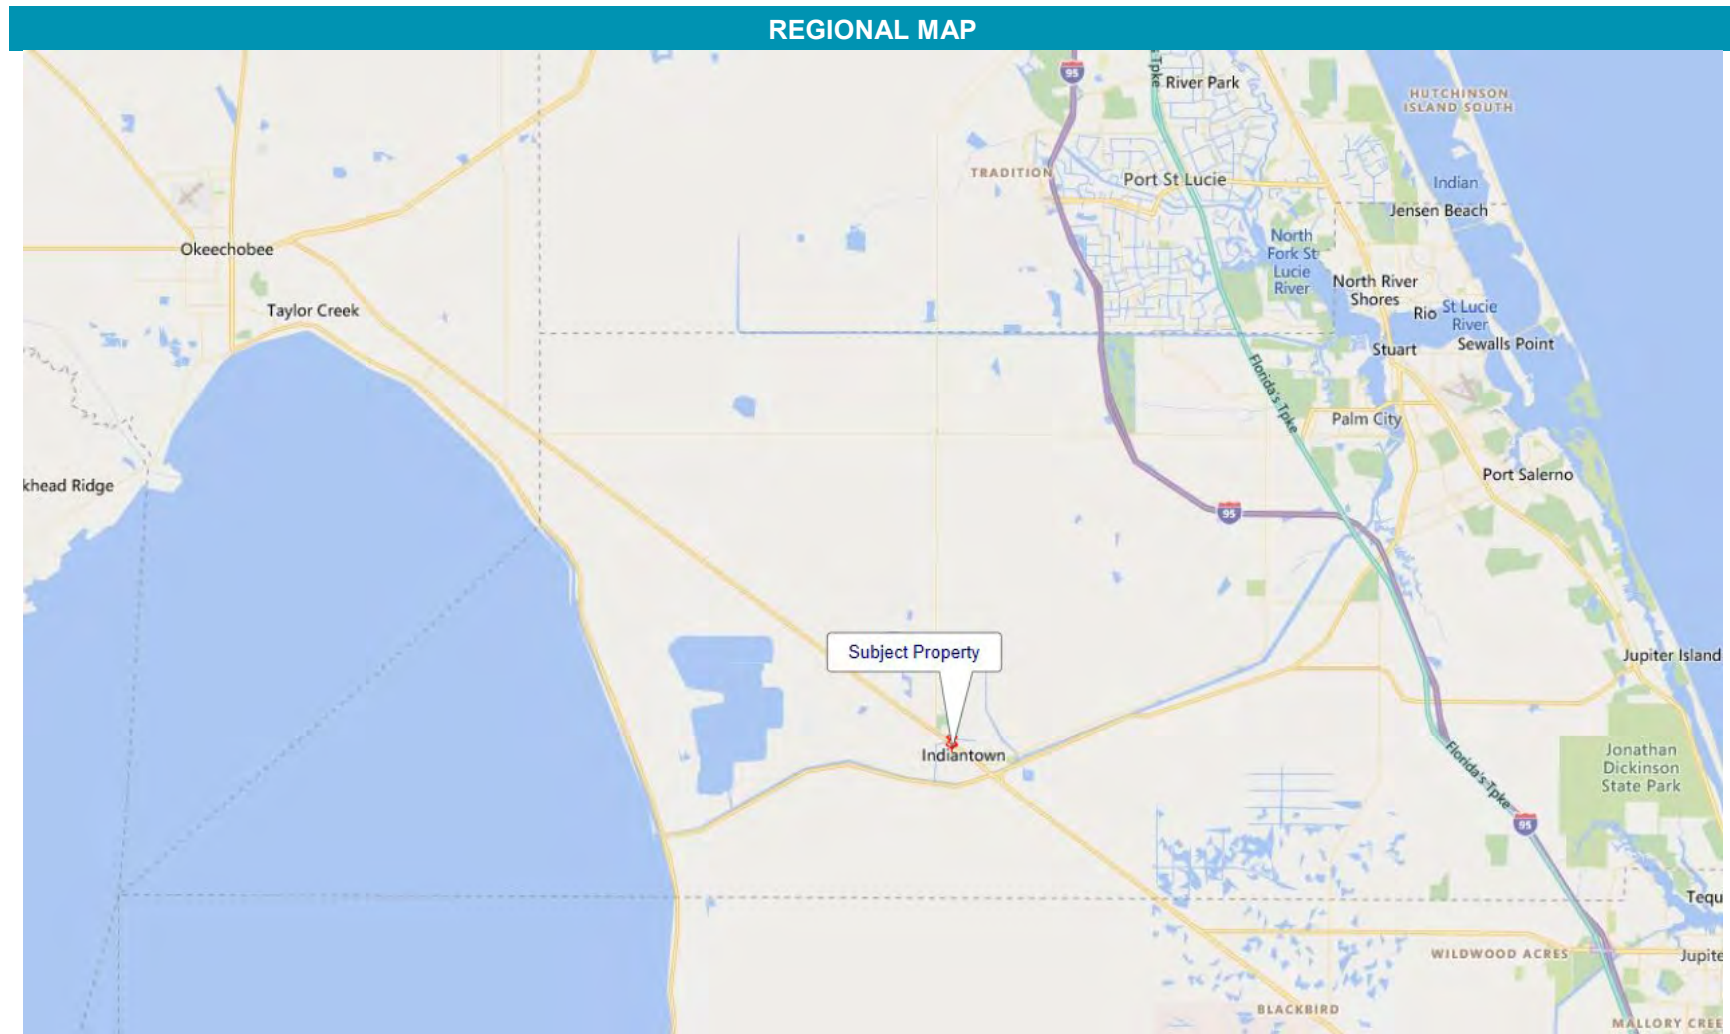 REGIONAL MAP
95
Tpke
River Park
HUTCHINSON
ISLAND SOUTH
TRADITION
Port St Lucie
Indian
Jensen Beach
Okeechobee
North
Fork St
Lucie
River
North River
Shores
Taylor Creek
Rio
St Lucie
River
Stuart
Sewalls Point
Florida's Tpke
Palm City
khead Ridge
Port Salerno
95
Subject Property
Jupiter Island
Indiantown
Florida's Tpke
Jonathan
Dickinson
State Park
95
Tequ
WILDWOOD ACRES
Jupite
BLACKBIRD
MALLORY CREE